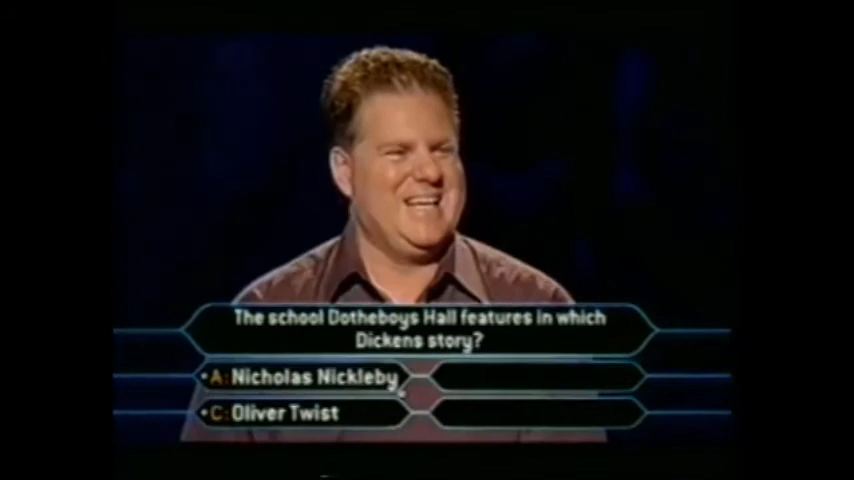 The school Dotheboys Hall features in which
Dickens story?
A: Nicholas Nickleby
C: Oliver Twist